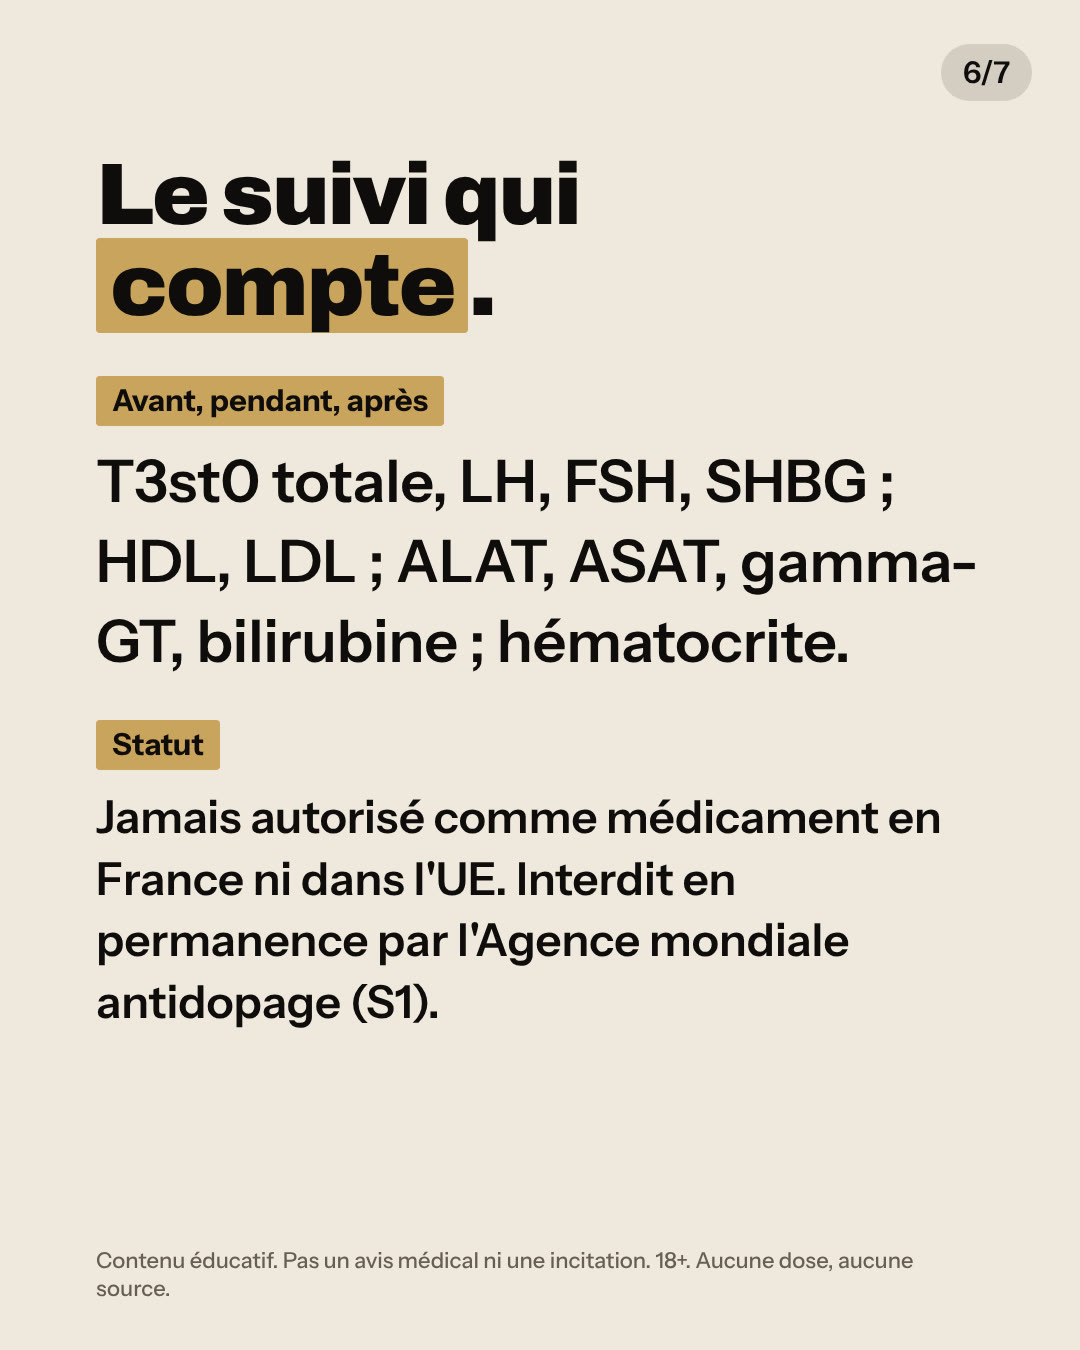 6/7
Le suivi qui
compte.
Avant, pendant, après
T3st0 totale, LH, FSH, SHBG ;
HDL, LDL ; ALAT, ASAT, gamma-
GT, bilirubine ; hématocrite.
Statut
Jamais autorisé comme médicament en
France ni dans l'UE. Interdit en
permanence par l'Agence mondiale
antidopage (S1).
Contenu éducatif. Pas un avis médical ni une incitation. 18+. Aucune dose, aucune
source.